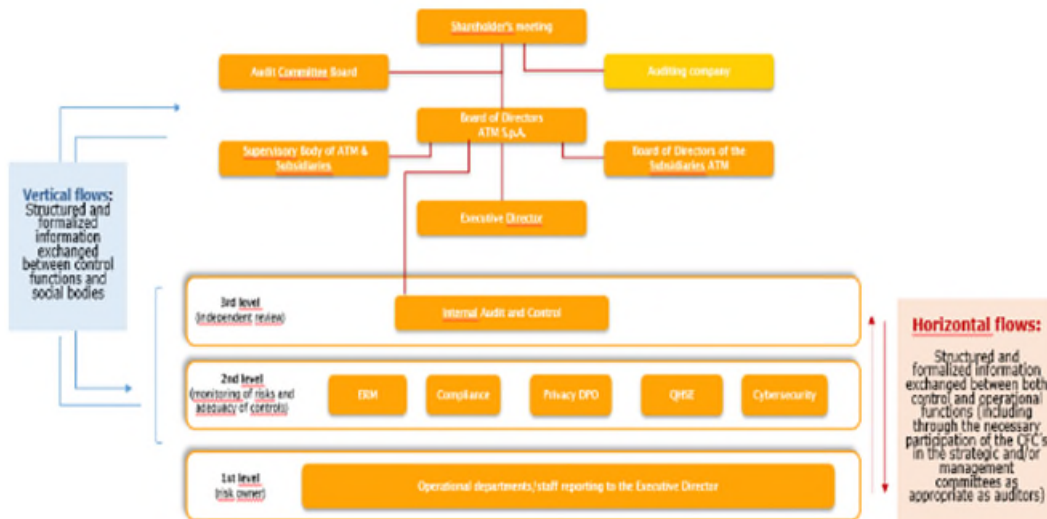 Shareholder's meeting
Audit Committee Board
Auditing company
Board of Directors
ATM S.p.A.
Supervisory Body of ATM &
Subsidiaries
Board of Directors of the
Subsidiaries ATM
Executive Director
Vertical flows:
Structured and
formalized
information
exchanged
between control
functions and
social bodies
3rd level
(independent review)
Internal Audit and Control
2nd level
(monitoring of risks and
adequacy of controls)
ERM
Compliance
Privacy DPO
QHSE
Cybersecurity
1st level
(risk owner)
Operational departments/staff reporting to the Executive Director
Horizontal flows:
Structured and
formalized information
exchanged between both
control and operational
functions (including
through the necessary
participation of the CFC's
in the strategic and/or
management
committees as
appropriate as auditors)